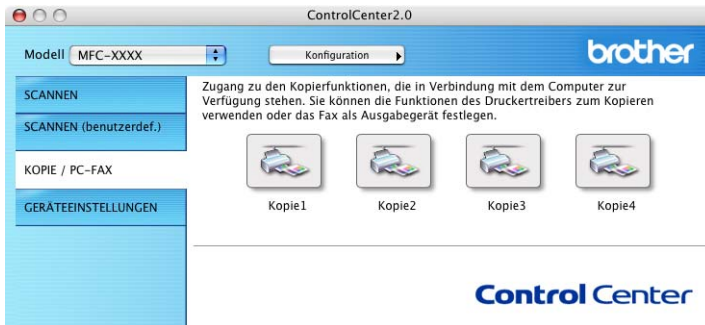 ControlCenter2.0
Modell MFC-XXXX Konfiguration brother
SCANNEN
SCANNEN (benutzerdef.)
KOPIE / PC-FAX
GERÄTEEINSTELLUNGEN
Zugang zu den Kopierfunktionen, die in Verbindung mit dem Computer zur
Verfügung stehen. Sie können die Funktionen des Druckertreibers zum Kopieren
verwenden oder das Fax als Ausgabegerät festlegen.
Kopie1 Kopie2 Kopie3 Kopie4
Control Center